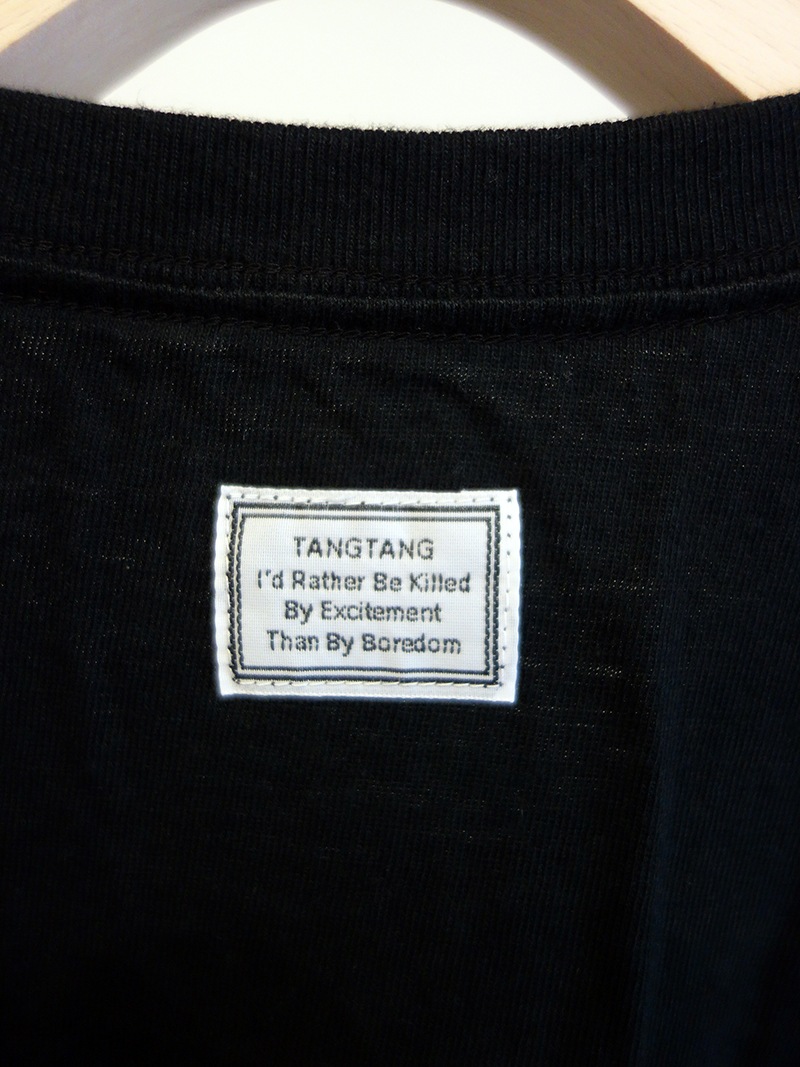 TANGTANG
I'd Rather Be Killed
By Excitement
Than By Boredom